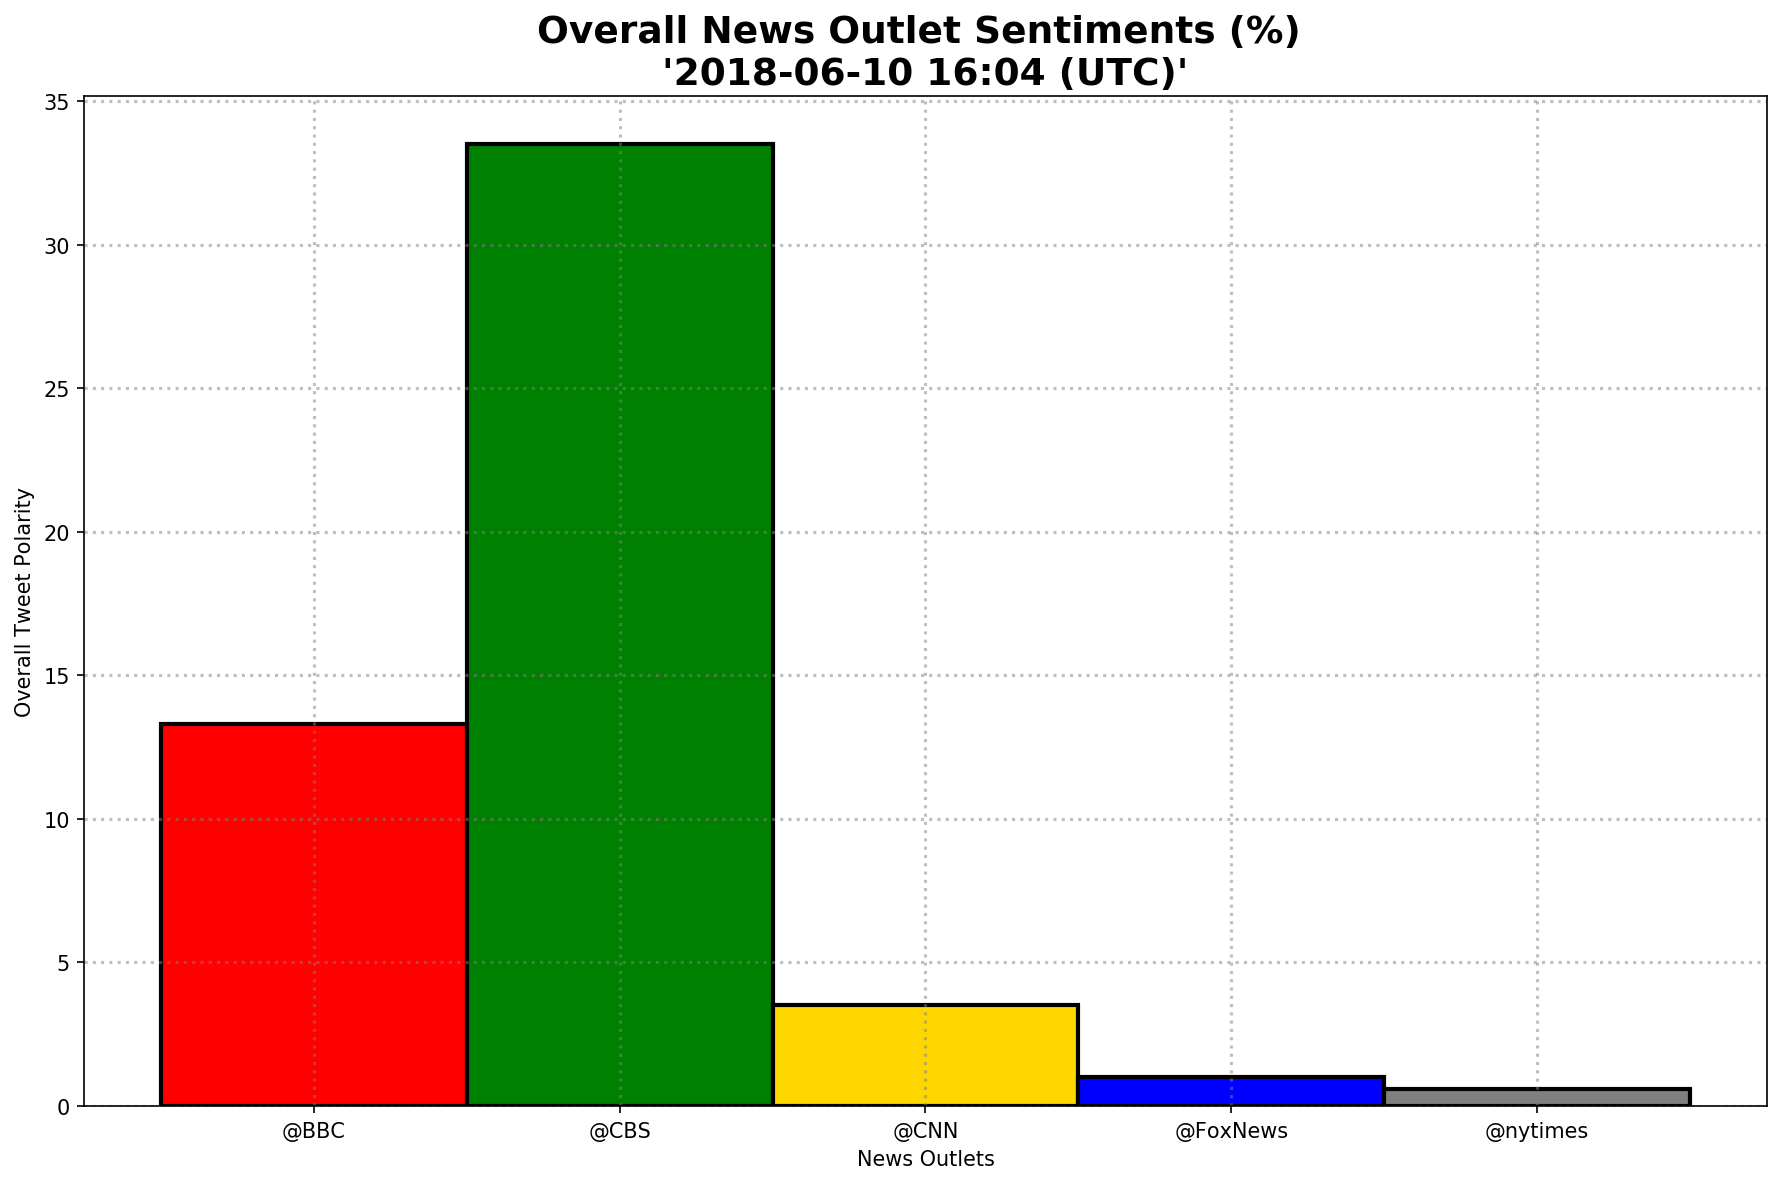 Overall News Outlet Sentiments (%)
'2018-06-10 16:04 (UTC)'
Overall Tweet Polarity
35
30
25
20
15
10
5
0
@BBC @CBS @CNN @FoxNews @nytimes
News Outlets